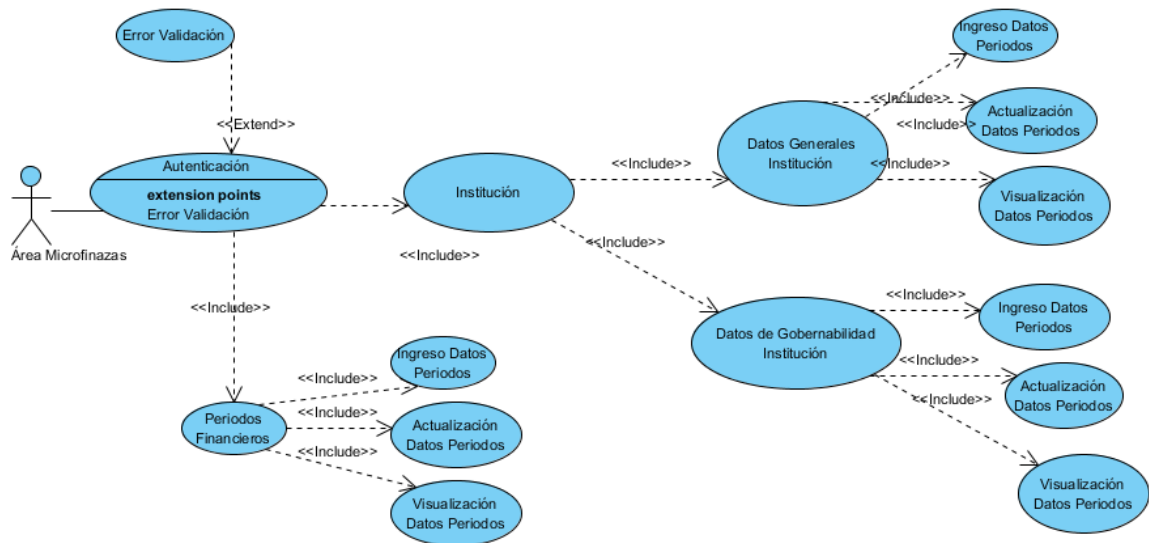 Error Validación
<<Extend>>
Autenticación
extension points
Error Validación
Área Microfinazas
<<Include>>
Institución
<<Include>>
Datos Generales
Institución
Ingreso Datos
Periodos
<<Include>>
<<Include>>
Actualización
Datos Periodos
<<Include>>
Visualización
Datos Periodos
<<Include>>
Datos de Gobernabilidad
Institución
<<Include>>
Ingreso Datos
Periodos
<<Include>>
Actualización
Datos Periodos
<<Include>>
Visualización
Datos Periodos
<<Include>>
Periodos
Financieros
<<Include>>
Ingreso Datos
Periodos
<<Include>>
Actualización
Datos Periodos
<<Include>>
Visualización
Datos Periodos